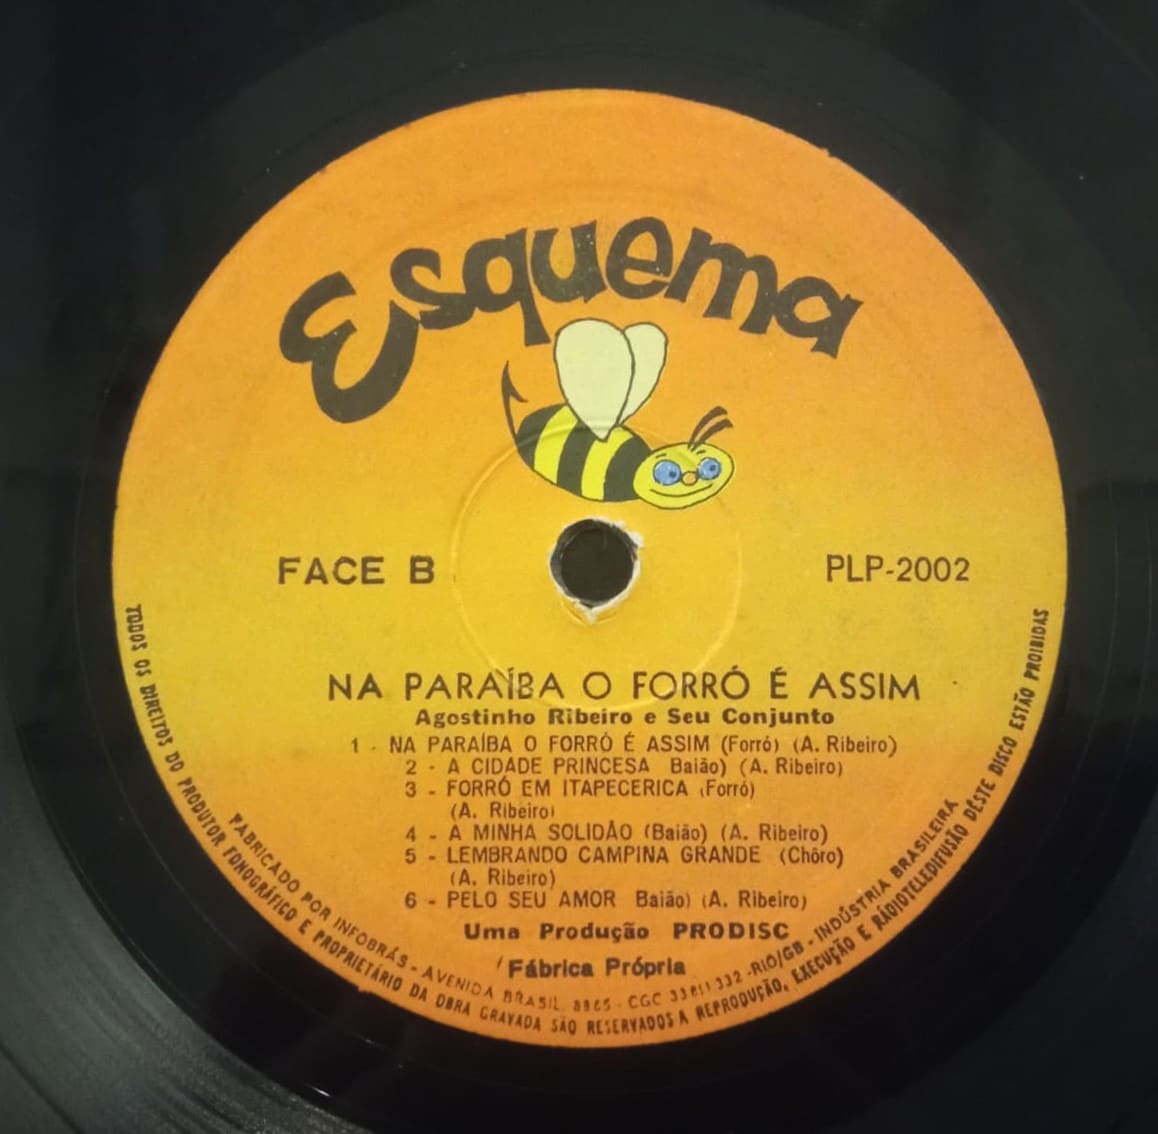 Esquema
FACE B
PLP-2002
NA PARAÍBA O FORRÓ É ASSIM
Agostinho Ribeiro e Seu Conjunto
1 - NA PARAÍBA O FORRÓ É ASSIM (Forró) (A. Ribeiro)
2 - A CIDADE PRINCESA Baião) (A. Ribeiro)
3 - FORRÓ EM ITAPECERICA (Forró)
(A. Ribeiro)
4 - A MINHA SOLIDÃO (Baião) (A. Ribeiro)
5 - LEMBRANDO CAMPINA GRANDE (Chôro)
(A. Ribeiro)
6 - PELO SEU AMOR Baião) (A. Ribeiro)
Uma Produção PRODISC
Fábrica Própria
FABRICADO POR INFOBRÁS - AVENIDA BRASIL, - CGC 33811332 - RIO/GB - INDÚSTRIA BRASILEIRA
TODOS OS DIREITOS DO PRODUTOR FONOGRÁFICO E PROPRIETÁRIO DA OBRA GRAVADA SÃO RESERVADOS A REPRODUÇÃO, EXECUÇÃO E RÁDIOTELEDIFUSÃO DÊSTE DISCO ESTÃO PROIBIDAS